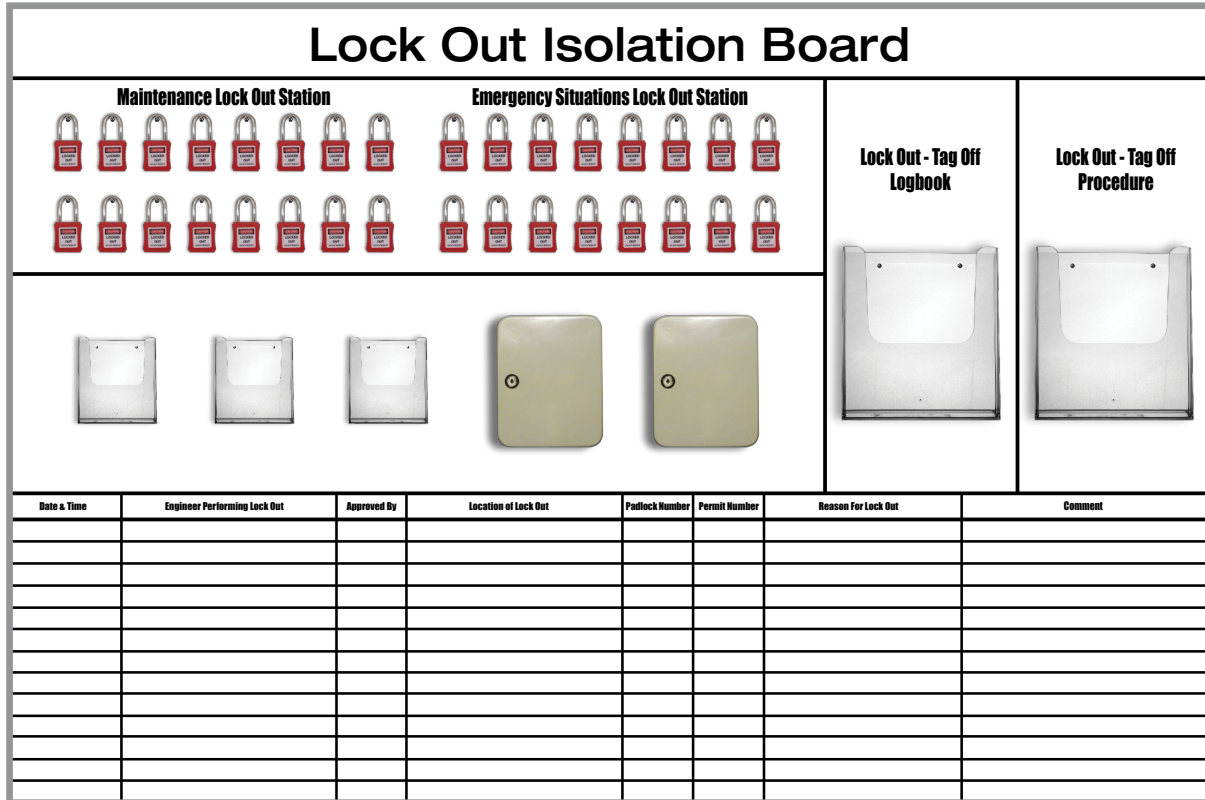 Lock Out Isolation Board
Maintenance Lock Out Station
Emergency Situations Lock Out Station
Lock Out - Tag Off
Logbook
Lock Out - Tag Off
Procedure
Date & Time
Engineer Performing Lock Out
Approved By
Location of Lock Out
Padlock Number
Permit Number
Reason For Lock Out
Comment